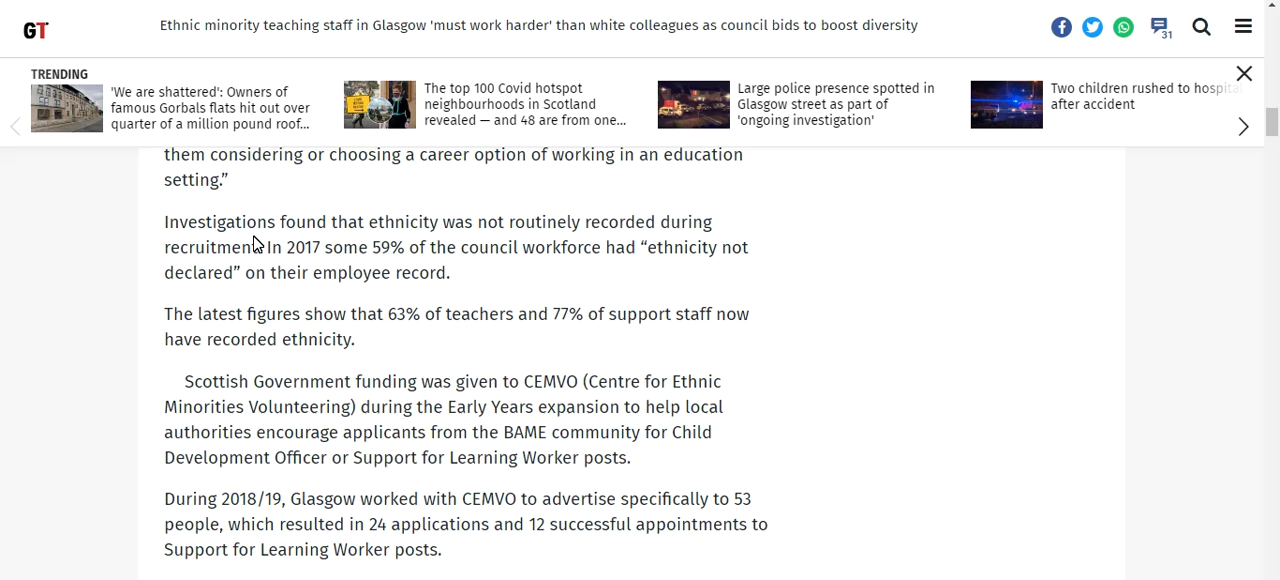 GT
Ethnic minority teaching staff in Glasgow 'must work harder' than white colleagues as council bids to boost diversity
31
TRENDING
'We are shattered': Owners of
famous Gorbals flats hit out over
quarter of a million pound roof...
The top 100 Covid hotspot
neighbourhoods in Scotland
revealed — and 48 are from one...
Large police presence spotted in
Glasgow street as part of
'ongoing investigation'
Two children rushed to hospital
after accident
them considering or choosing a career option of working in an education
setting.”
Investigations found that ethnicity was not routinely recorded during
recruitment. In 2017 some 59% of the council workforce had “ethnicity not
declared” on their employee record.
The latest figures show that 63% of teachers and 77% of support staff now
have recorded ethnicity.
Scottish Government funding was given to CEMVO (Centre for Ethnic
Minorities Volunteering) during the Early Years expansion to help local
authorities encourage applicants from the BAME community for Child
Development Officer or Support for Learning Worker posts.
During 2018/19, Glasgow worked with CEMVO to advertise specifically to 53
people, which resulted in 24 applications and 12 successful appointments to
Support for Learning Worker posts.